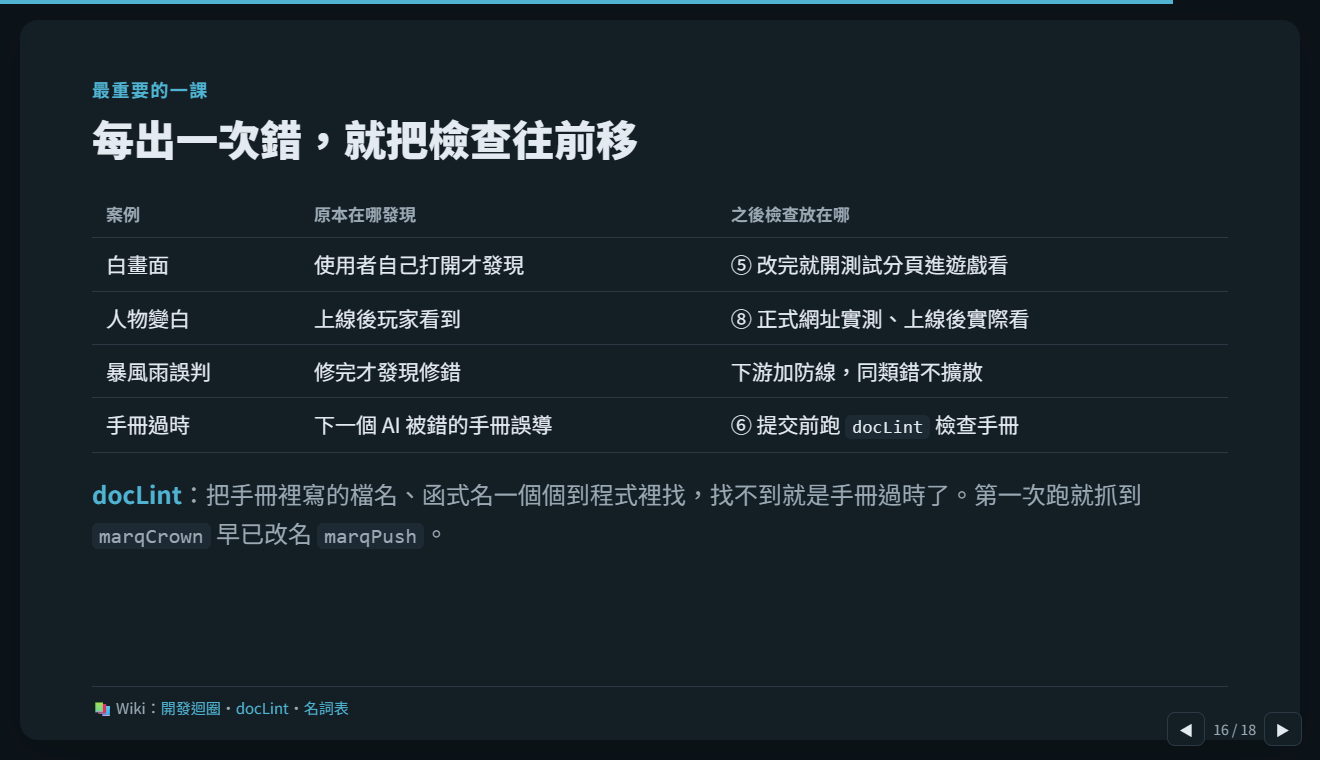 最重要的一課
每出一次錯，就把檢查往前移
案例 原本在哪發現 之後檢查放在哪
白畫面 使用者自己打開才發現 ⑤ 改完就開測試分頁進遊戲看
人物變白 上線後玩家看到 ⑧ 正式網址實測、上線後實際看
暴風雨誤判 修完才發現修錯 下游加防線，同類錯不擴散
手冊過時 下一個 AI 被錯的手冊誤導 ⑥ 提交前跑 docLint 檢查手冊
docLint：把手冊裡寫的檔名、函式名一個個到程式裡找，找不到就是手冊過時了。第一次跑就抓到
marqCrown 早已改名 marqPush。
📚 Wiki：開發迴圈・docLint・名詞表
◀ 16 / 18 ▶